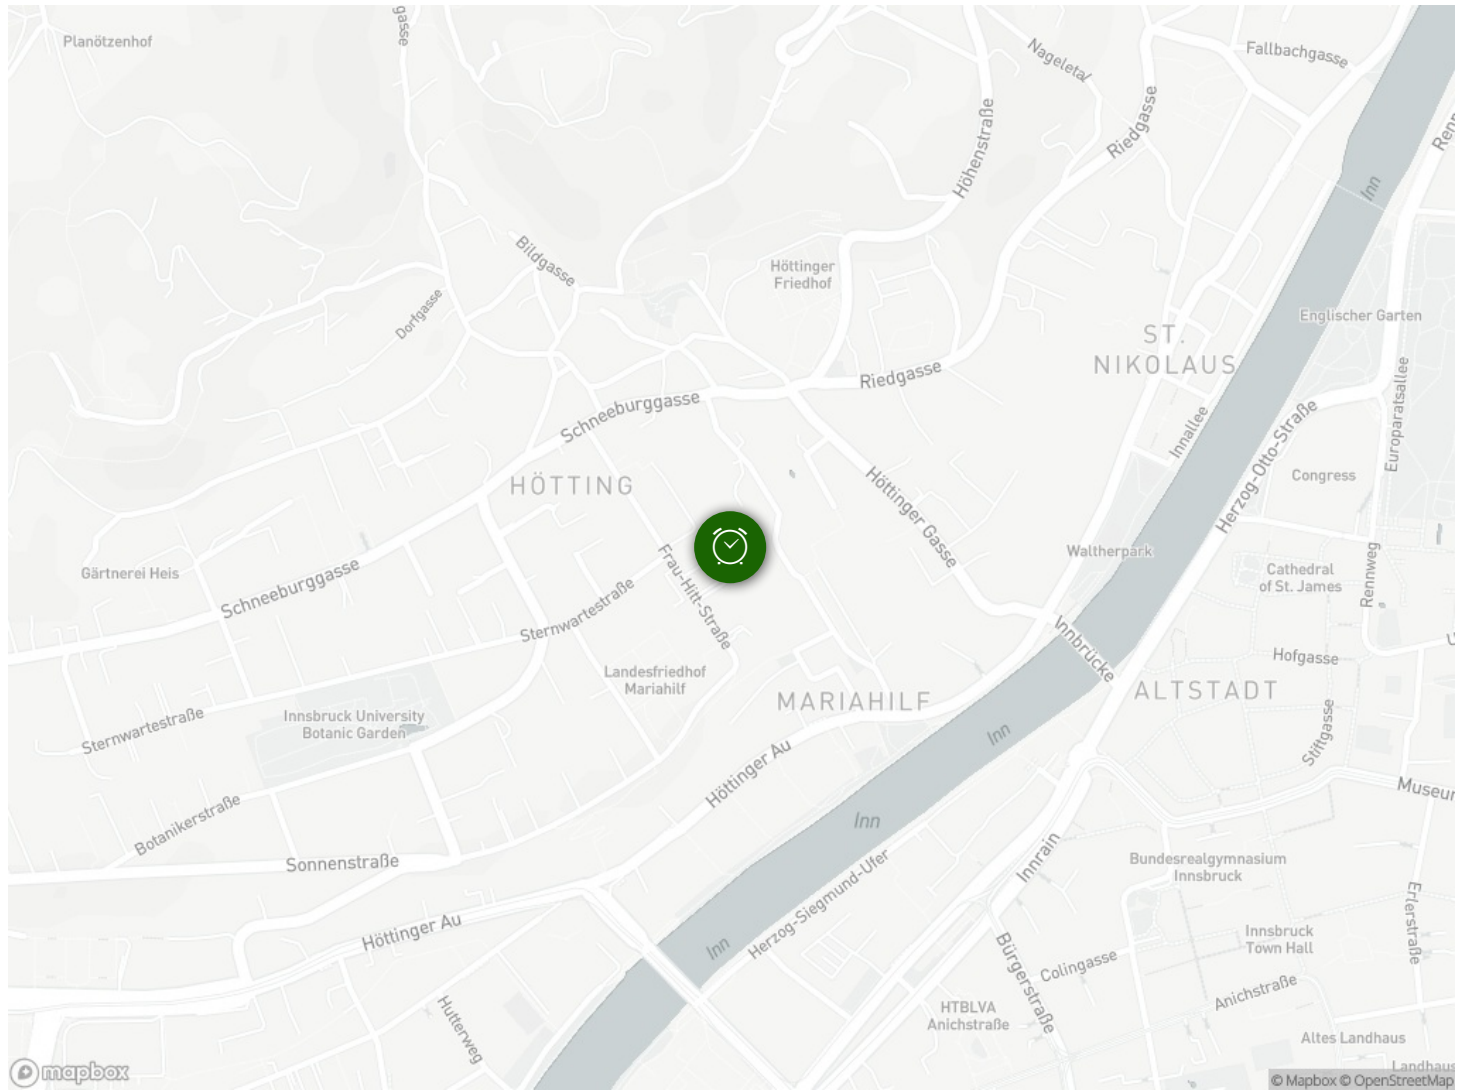 gasse
Planötzenhof
Nageletal
Fallbachgasse
Riedgasse
Höhenstraße
Inn
Bildgasse
Höttinger
Friedhof
Dorfgasse
Englischer Garten
ST.
NIKOLAUS
Riedgasse
Schneeburggasse
Innallee
Herzog-Otto-Straße
Europaratsallee
Congress
HÖTTING
Höttinger Gasse
Waltherpark
Gärtnerei Heis
Schneeburggasse
Frau-Hitt-Straße
Cathedral
of St. James
Rennweg
Sternwartestraße
Innbrücke
Hofgasse
Landesfriedhof
Mariahilf
MARIAHILF
ALTSTADT
Sternwartestraße
Innsbruck University
Botanic Garden
Inn
Stiftgasse
Höttinger Au
Museur
Botanikerstraße
Inn
Sonnenstraße
Innrain
Bundesrealgymnasium
Innsbruck
Herzog-Siegmund-Ufer
Erlerstraße
Höttinger Au
Inn
Innsbruck
Town Hall
Colingasse
Bürgerstraße
Anichstraße
Hutterweg
HTBLVA
Anichstraße
Altes Landhaus
Landhaus
mapbox
© Mapbox © OpenStreetMap